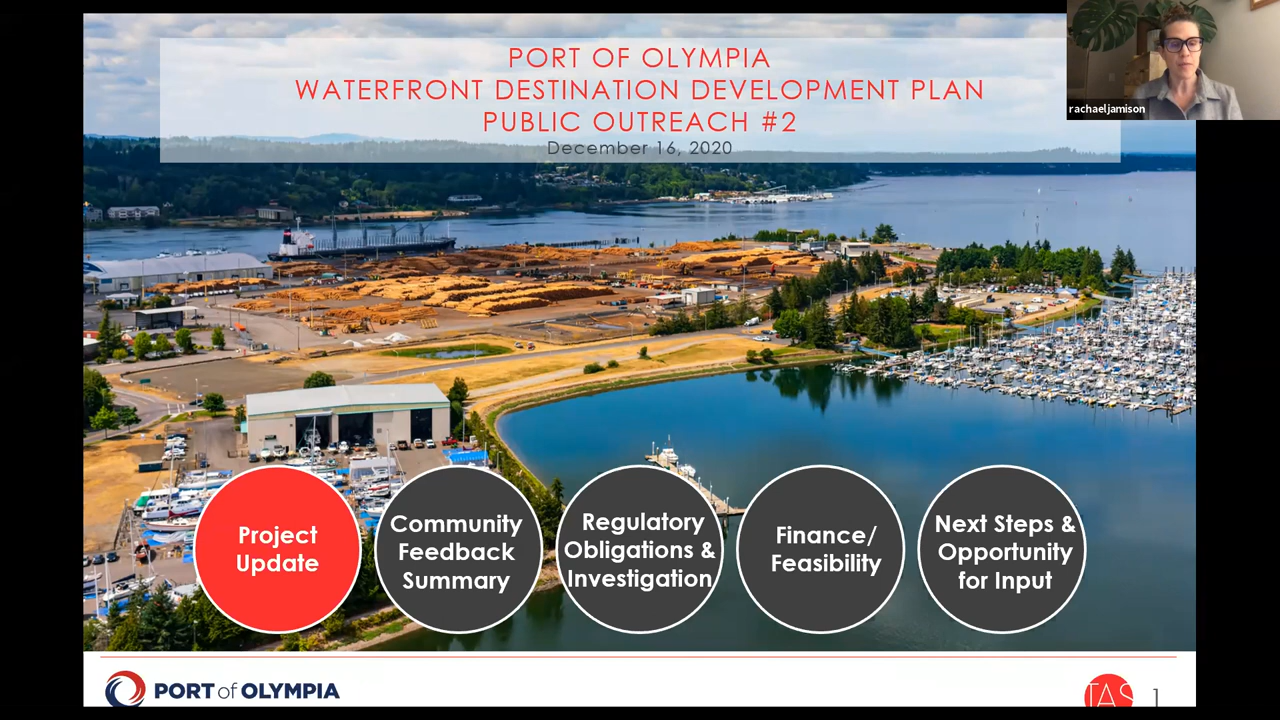 PORT OF OLYMPIA
WATERFRONT DESTINATION DEVELOPMENT PLAN
PUBLIC OUTREACH #2
December 16, 2020
rachaeljamison
Project
Update
Community
Feedback
Summary
Regulatory
Obligations &
Investigation
Finance/
Feasibility
Next Steps &
Opportunity
for Input
PORT of OLYMPIA
TAS
1